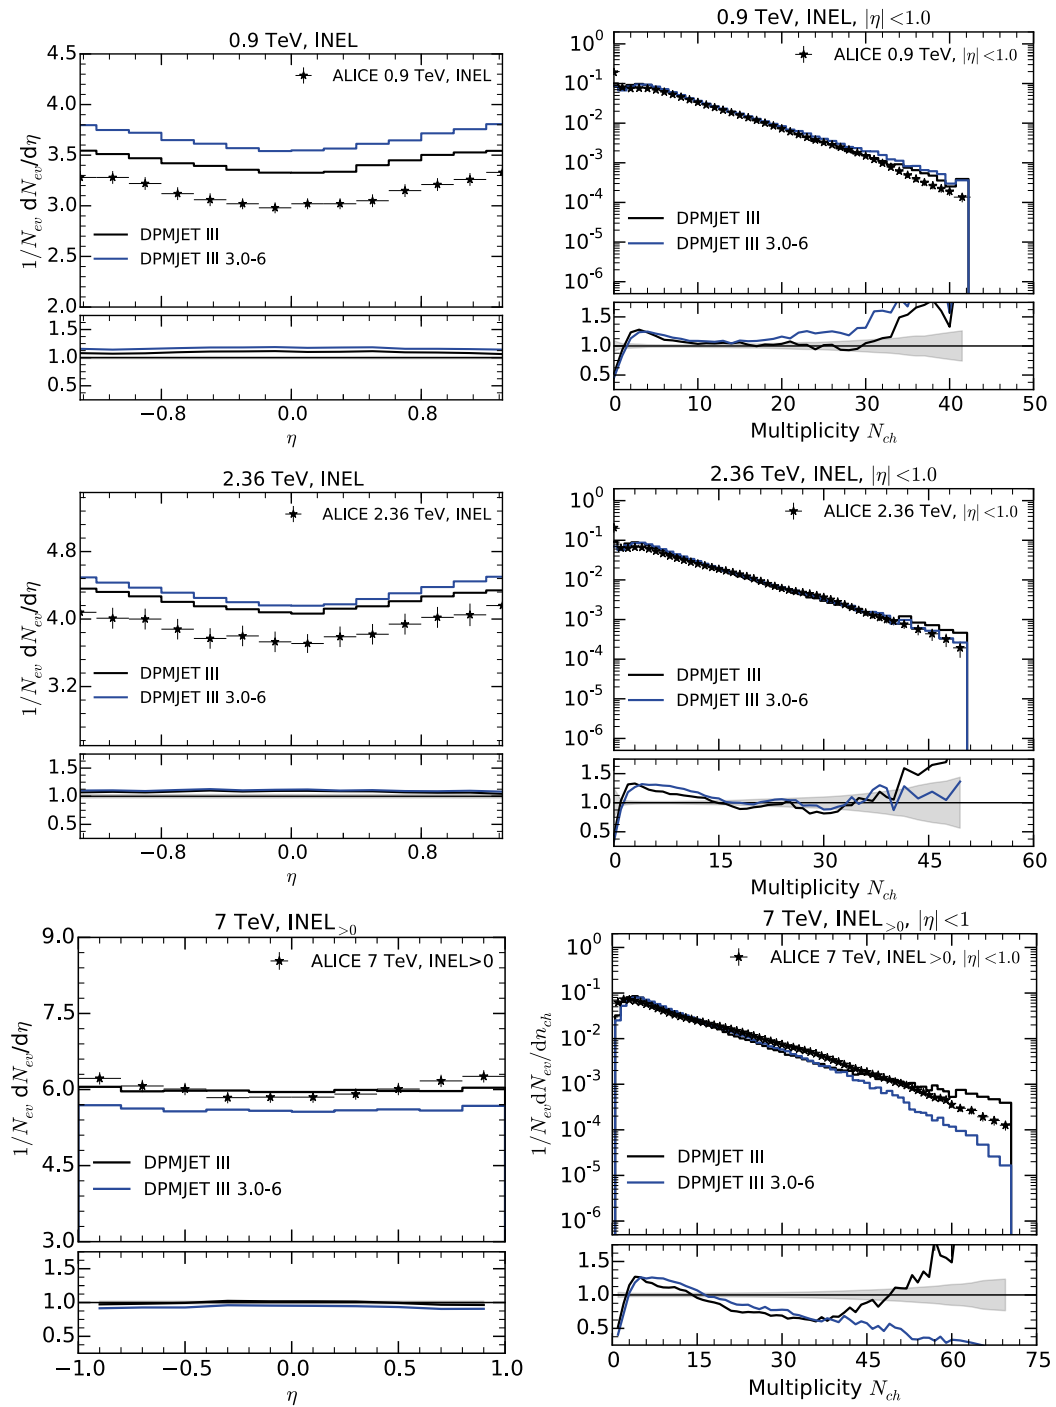 0.9 TeV, INEL
4.5
4.0
3.5
3.0
2.5
2.0
1/N_ev dN_ev/dη
ALICE 0.9 TeV, INEL
DPMJET III
DPMJET III 3.0-6
1.5
1.0
0.5
−0.8 0.0 0.8
η
0.9 TeV, INEL, |η|<1.0
10^0
10^-1
10^-2
10^-3
10^-4
10^-5
10^-6
ALICE 0.9 TeV, |η|<1.0
DPMJET III
DPMJET III 3.0-6
1.5
1.0
0.5
0 10 20 30 40 50
Multiplicity N_ch
2.36 TeV, INEL
4.8
4.0
3.2
1/N_ev dN_ev/dη
ALICE 2.36 TeV, INEL
DPMJET III
DPMJET III 3.0-6
1.5
1.0
0.5
−0.8 0.0 0.8
η
2.36 TeV, INEL, |η|<1.0
10^0
10^-1
10^-2
10^-3
10^-4
10^-5
10^-6
ALICE 2.36 TeV, |η|<1.0
DPMJET III
DPMJET III 3.0-6
1.5
1.0
0.5
0 15 30 45 60
Multiplicity N_ch
7 TeV, INEL_>0
9.0
7.5
6.0
4.5
3.0
1/N_ev dN_ev/dη
ALICE 7 TeV, INEL>0
DPMJET III
DPMJET III 3.0-6
1.5
1.0
0.5
−1.0 −0.5 0.0 0.5 1.0
η
7 TeV, INEL_>0, |η|<1
10^0
10^-1
10^-2
10^-3
10^-4
10^-5
10^-6
1/N_ev dN_ev/dn_ch
ALICE 7 TeV, INEL>0, |η|<1.0
DPMJET III
DPMJET III 3.0-6
1.5
1.0
0.5
0 15 30 45 60 75
Multiplicity N_ch